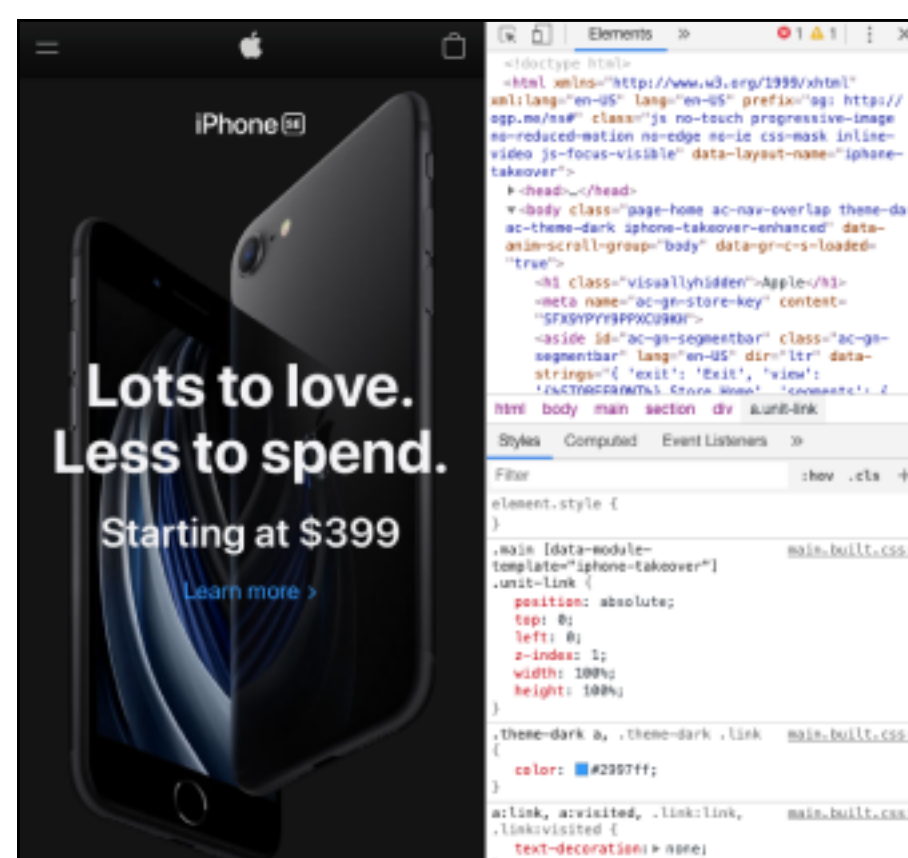 iPhone SE
Lots to love.
Less to spend.
Starting at $399
Learn more >
Elements » 1 1
<!doctype html>
<html xmlns="http://www.w3.org/1999/xhtml"
xml:lang="en-US" lang="en-US" prefix="og: http://
ogp.me/ns#" class="js no-touch progressive-image
no-reduced-motion no-edge no-ie css-mask inline-
video js-focus-visible" data-layout-name="iphone-
takeover">
▶<head>…</head>
▼<body class="page-home ac-nav-overlap theme-da
ac-theme-dark iphone-takeover-enhanced" data-
anim-scroll-group="body" data-gr-c-s-loaded=
"true">
<h1 class="visuallyhidden">Apple</h1>
<meta name="ac-gn-store-key" content=
<aside id="ac-gn-segmentbar" class="ac-gn-
segmentbar" lang="en-US" dir="ltr" data-
strings="{ 'exit': 'Exit', 'view':
'{%STOREFRONT%} Store Home', 'segments': {
html body main section div a.unit-link
Styles Computed Event Listeners »
Filter :hov .cls +
element.style {
}
.main [data-module- main.built.css:
template="iphone-takeover"]
.unit-link {
position: absolute;
top: 0;
left: 0;
z-index: 1;
width: 100%;
height: 100%;
}
.theme-dark a, .theme-dark .link main.built.css:
{
color: #2997ff;
}
a:link, a:visited, .link:link, main.built.css:
.link:visited {
text-decoration:▶ none;